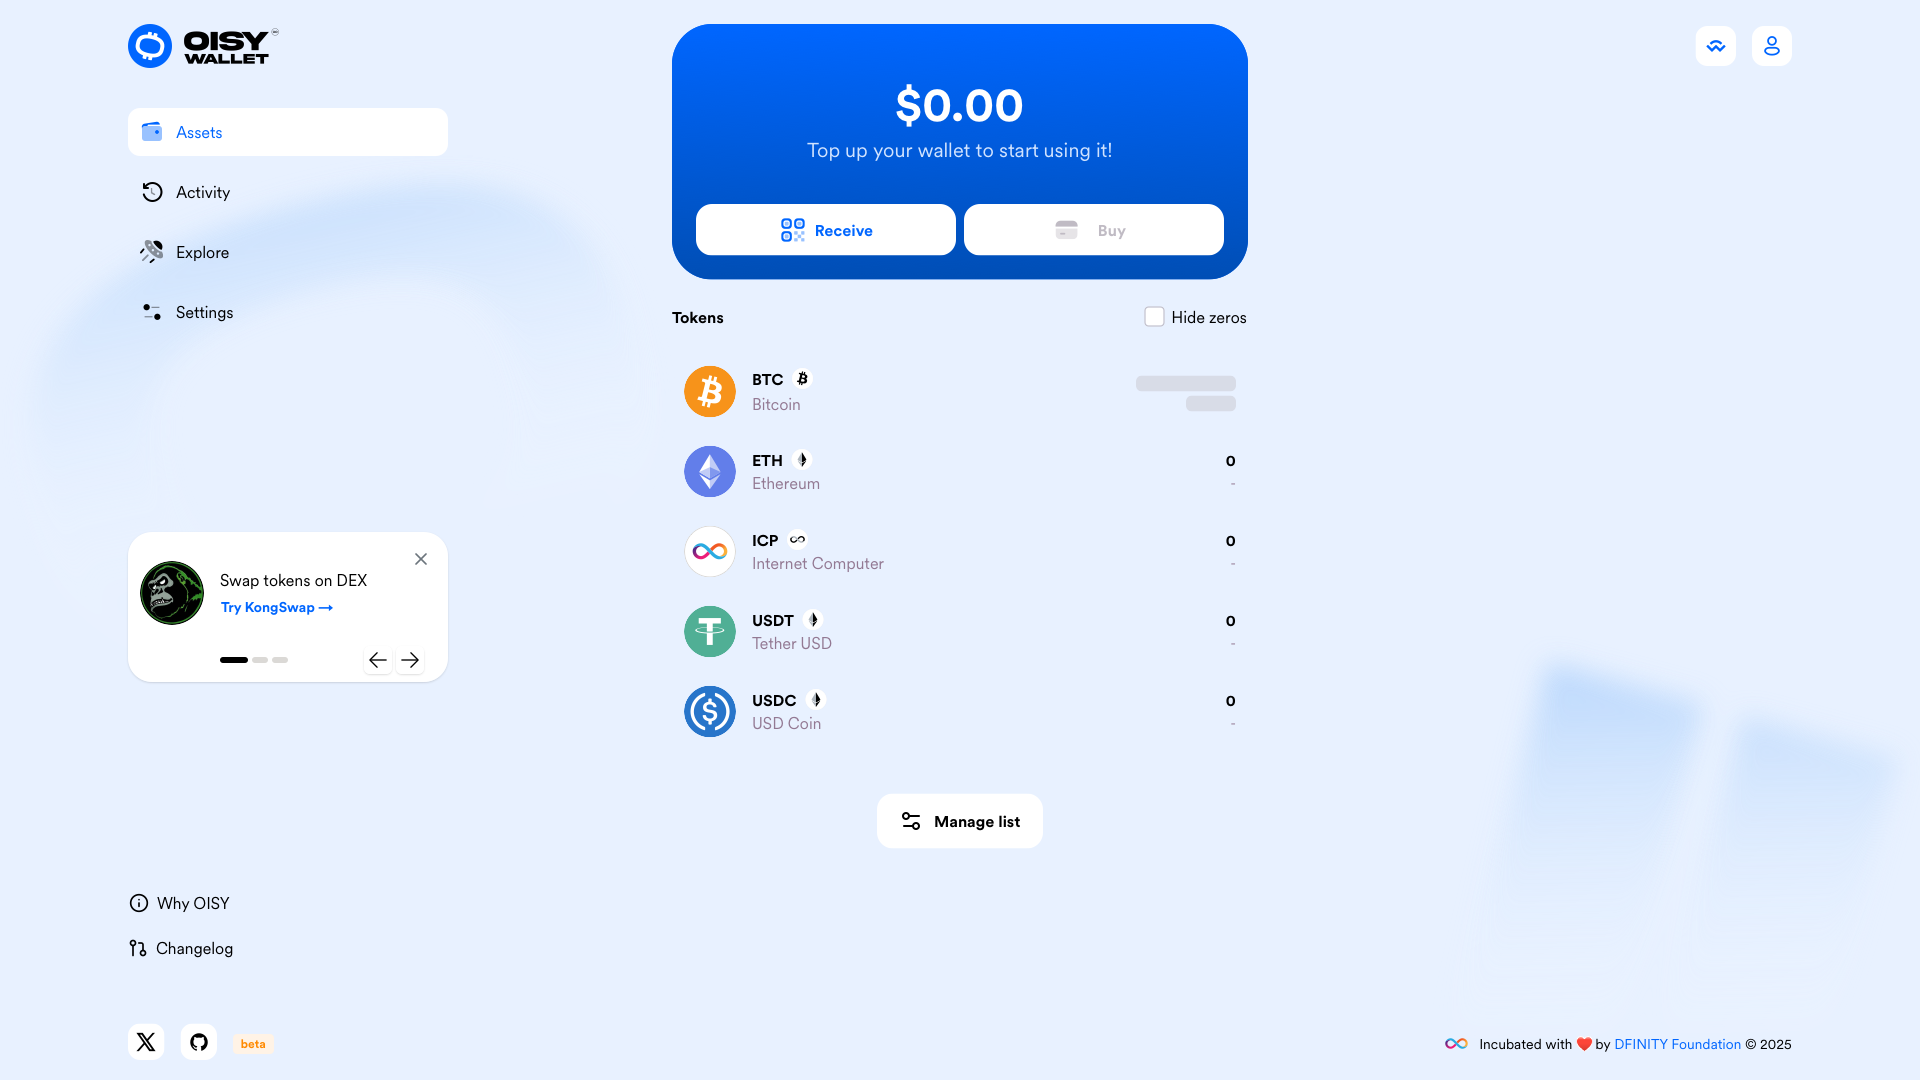 OISY
WALLET
Assets
Activity
Explore
Settings
Swap tokens on DEX
Try KongSwap →
Why OISY
Changelog
beta
$0.00
Top up your wallet to start using it!
Receive
Buy
Tokens
Hide zeros
BTC
Bitcoin
ETH
0
Ethereum
-
ICP
0
Internet Computer
-
USDT
0
Tether USD
-
USDC
0
USD Coin
-
Manage list
Incubated with ❤️ by DFINITY Foundation © 2025